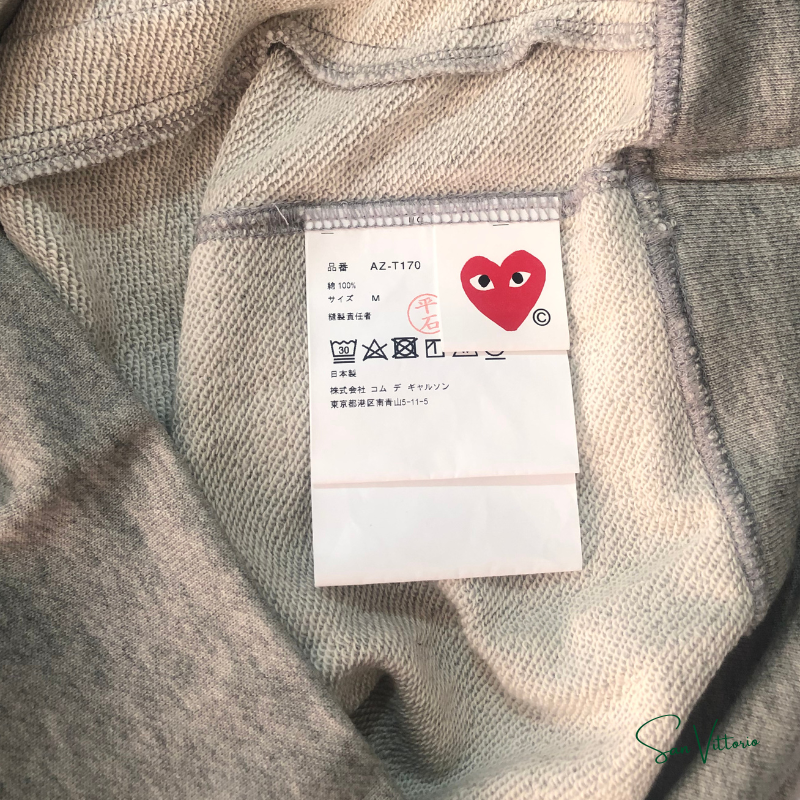 品番 AZ-T170
綿 100%
サイズ M
縫製責任者
平石
30
©
日本製
株式会社 コム デ ギャルソン
東京都港区南青山5-11-5
Vittorio